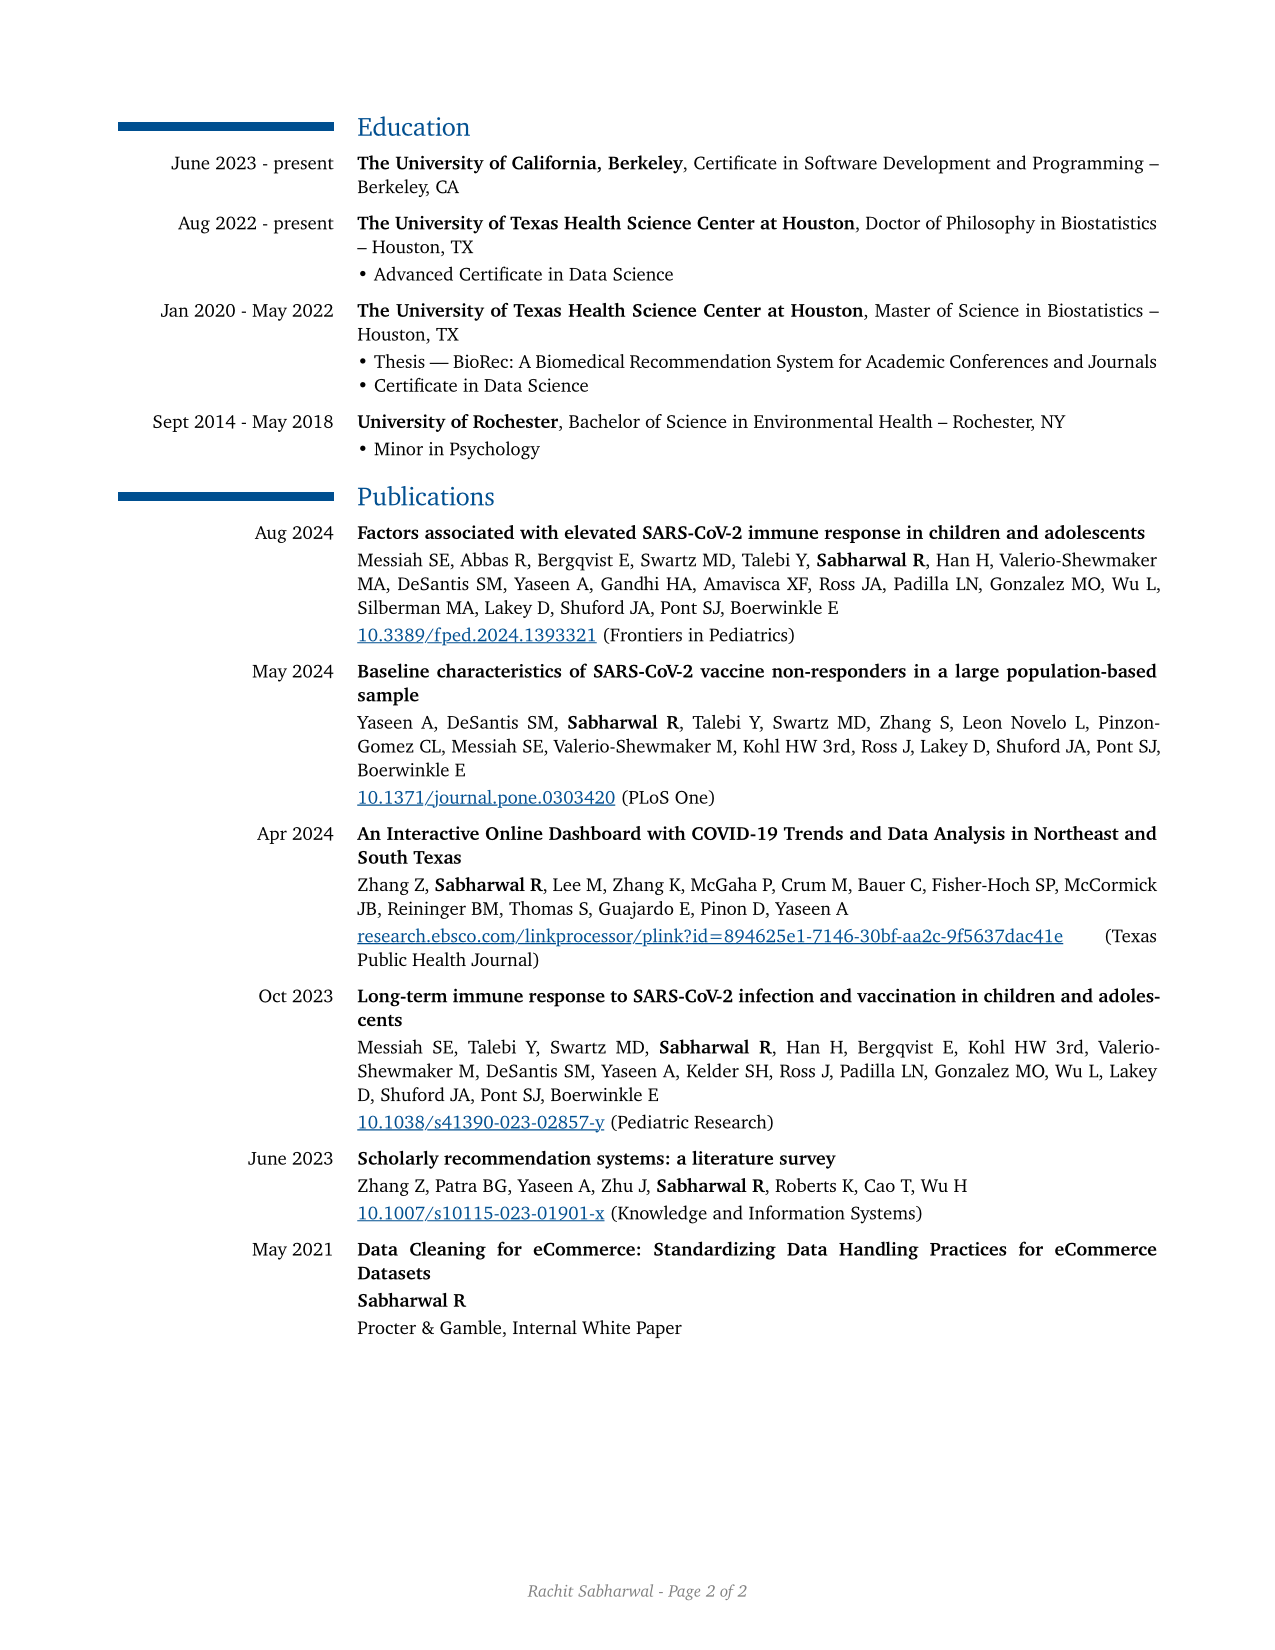 Education
June 2023 - present The University of California, Berkeley, Certificate in Software Development and Programming –
Berkeley, CA
Aug 2022 - present The University of Texas Health Science Center at Houston, Doctor of Philosophy in Biostatistics
– Houston, TX
• Advanced Certificate in Data Science
Jan 2020 - May 2022 The University of Texas Health Science Center at Houston, Master of Science in Biostatistics –
Houston, TX
• Thesis — BioRec: A Biomedical Recommendation System for Academic Conferences and Journals
• Certificate in Data Science
Sept 2014 - May 2018 University of Rochester, Bachelor of Science in Environmental Health – Rochester, NY
• Minor in Psychology
Publications
Aug 2024 Factors associated with elevated SARS-CoV-2 immune response in children and adolescents
Messiah SE, Abbas R, Bergqvist E, Swartz MD, Talebi Y, Sabharwal R, Han H, Valerio-Shewmaker
MA, DeSantis SM, Yaseen A, Gandhi HA, Amavisca XF, Ross JA, Padilla LN, Gonzalez MO, Wu L,
Silberman MA, Lakey D, Shuford JA, Pont SJ, Boerwinkle E
10.3389/fped.2024.1393321 (Frontiers in Pediatrics)
May 2024 Baseline characteristics of SARS-CoV-2 vaccine non-responders in a large population-based
sample
Yaseen A, DeSantis SM, Sabharwal R, Talebi Y, Swartz MD, Zhang S, Leon Novelo L, Pinzon-
Gomez CL, Messiah SE, Valerio-Shewmaker M, Kohl HW 3rd, Ross J, Lakey D, Shuford JA, Pont SJ,
Boerwinkle E
10.1371/journal.pone.0303420 (PLoS One)
Apr 2024 An Interactive Online Dashboard with COVID-19 Trends and Data Analysis in Northeast and
South Texas
Zhang Z, Sabharwal R, Lee M, Zhang K, McGaha P, Crum M, Bauer C, Fisher-Hoch SP, McCormick
JB, Reininger BM, Thomas S, Guajardo E, Pinon D, Yaseen A
research.ebsco.com/linkprocessor/plink?id=894625e1-7146-30bf-aa2c-9f5637dac41e (Texas
Public Health Journal)
Oct 2023 Long-term immune response to SARS-CoV-2 infection and vaccination in children and adoles-
cents
Messiah SE, Talebi Y, Swartz MD, Sabharwal R, Han H, Bergqvist E, Kohl HW 3rd, Valerio-
Shewmaker M, DeSantis SM, Yaseen A, Kelder SH, Ross J, Padilla LN, Gonzalez MO, Wu L, Lakey
D, Shuford JA, Pont SJ, Boerwinkle E
10.1038/s41390-023-02857-y (Pediatric Research)
June 2023 Scholarly recommendation systems: a literature survey
Zhang Z, Patra BG, Yaseen A, Zhu J, Sabharwal R, Roberts K, Cao T, Wu H
10.1007/s10115-023-01901-x (Knowledge and Information Systems)
May 2021 Data Cleaning for eCommerce: Standardizing Data Handling Practices for eCommerce
Datasets
Sabharwal R
Procter & Gamble, Internal White Paper
Rachit Sabharwal - Page 2 of 2